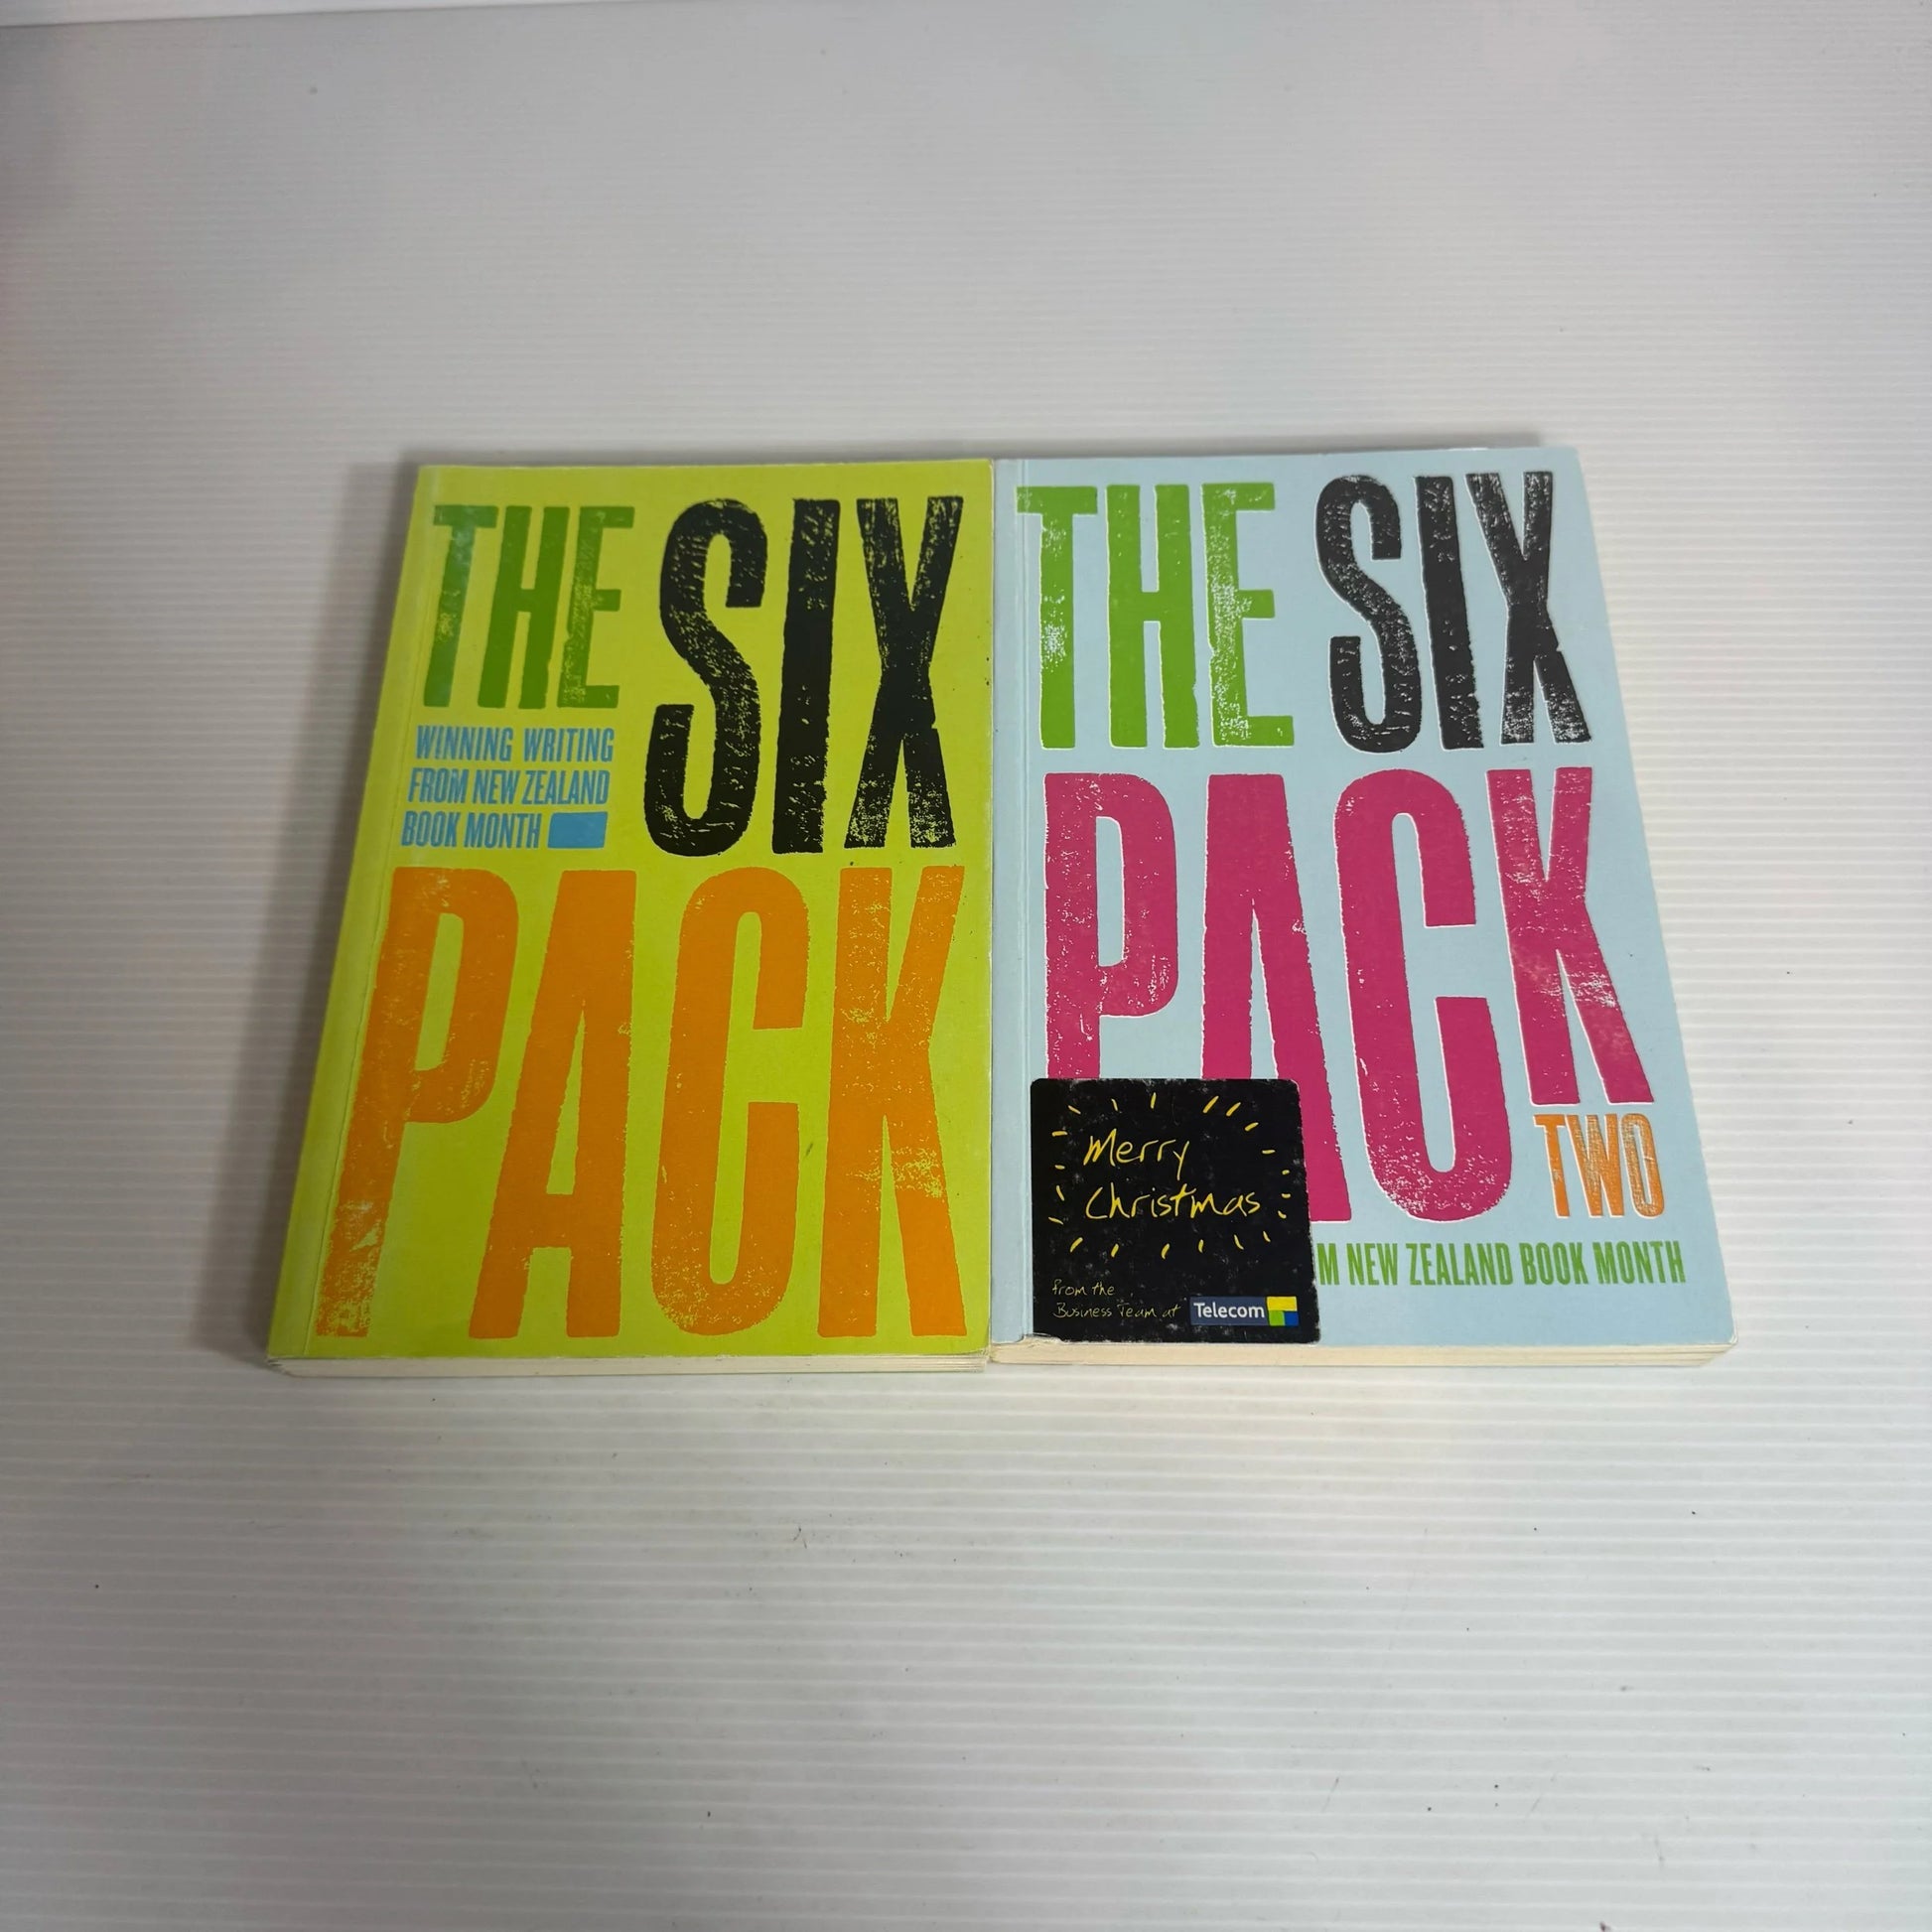 THE SIX
WINNING WRITING
FROM NEW ZEALAND
BOOK MONTH
PACK
THE SIX
PACK
TWO
M NEW ZEALAND BOOK MONTH
Merry
Christmas
from the
Business Team at Telecom